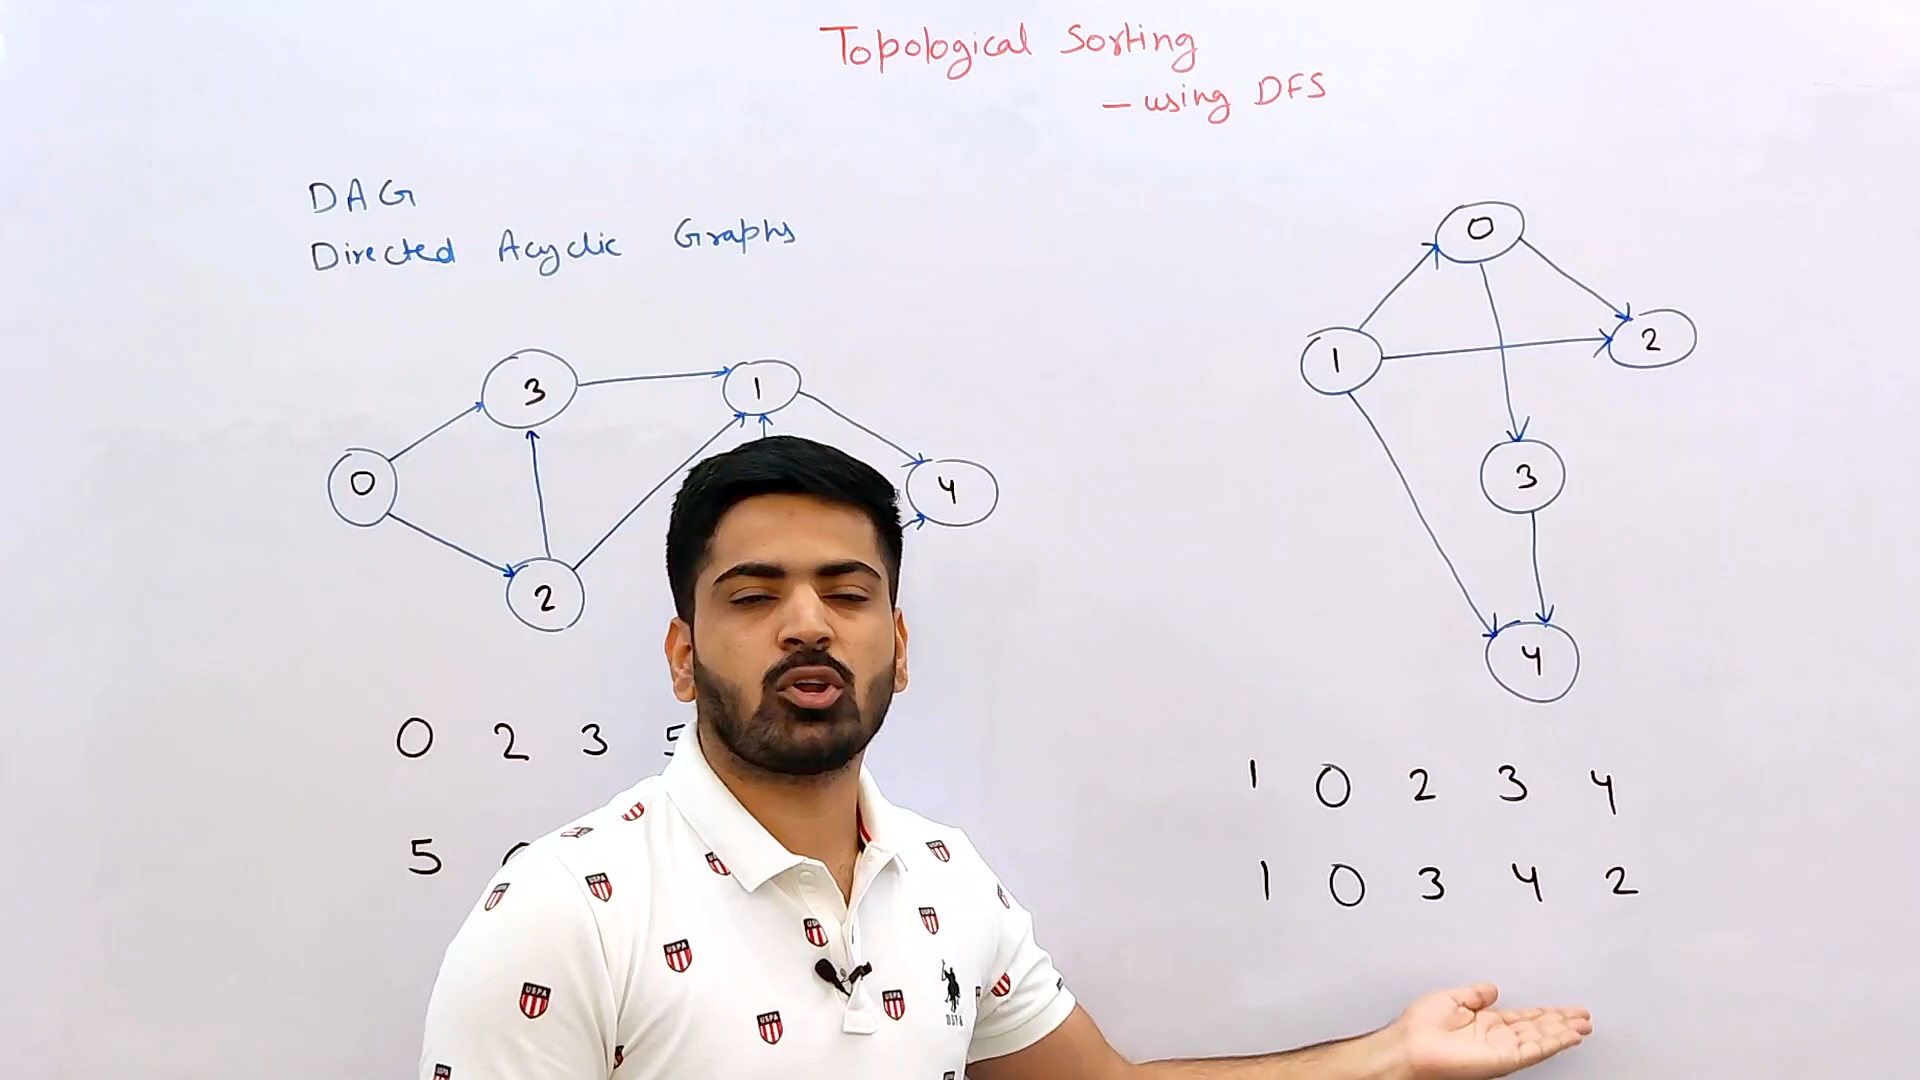 Topological Sorting
- using DFS
DAG
Directed Acyclic Graphs
0
3
1
2
4
0 2 3 5
5
0
1
2
3
4
1 0 2 3 4
1 0 3 4 2
USPA